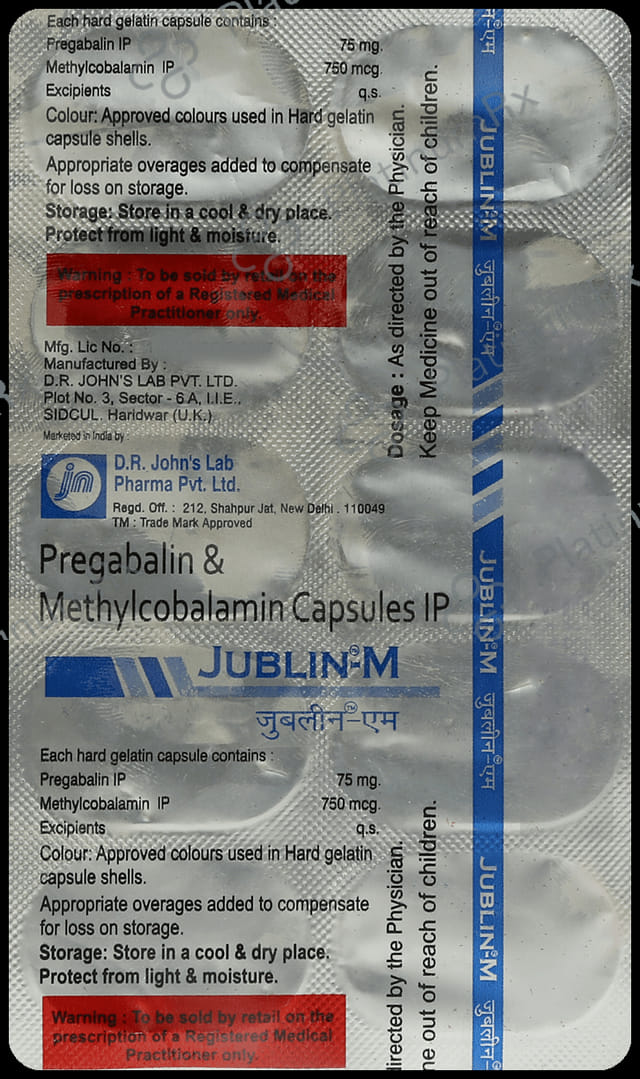 Each hard gelatin capsule contains :
Pregabalin IP 75 mg.
Methylcobalamin IP 750 mcg.
Excipients q.s.
Colour: Approved colours used in Hard gelatin
capsule shells.
Appropriate overages added to compensate
for loss on storage.
Storage: Store in a cool & dry place.
Protect from light & moisture.
Warning : To be sold by retail on the
prescription of a Registered Medical
Practitioner only.
Mfg. Lic No. :
Manufactured By :
D.R. JOHN'S LAB PVT. LTD.
Plot No. 3, Sector - 6 A, I.I.E.,
SIDCUL, Haridwar (U.K.)
Marketed in India by :
jn
D.R. John's Lab
Pharma Pvt. Ltd.
Regd. Off. : 212, Shahpur Jat, New Delhi . 110049
TM : Trade Mark Approved
Pregabalin &
Methylcobalamin Capsules IP
JUBLIN-M
जुबलीन™-एम
Each hard gelatin capsule contains :
Pregabalin IP 75 mg.
Methylcobalamin IP 750 mcg.
Excipients q.s.
Colour: Approved colours used in Hard gelatin
capsule shells.
Appropriate overages added to compensate
for loss on storage.
Storage: Store in a cool & dry place.
Protect from light & moisture.
Warning : To be sold by retail on the
prescription of a Registered Medical
Practitioner only.
Dosage : As directed by the Physician.
Keep Medicine out of reach of children.
directed by the Physician.
ne out of reach of children.
न-एम
JUBLIN-M
जुबलीन-एम
JUBLIN-M
जुबलीन-एम
JUBLIN-M
जुबलीन-